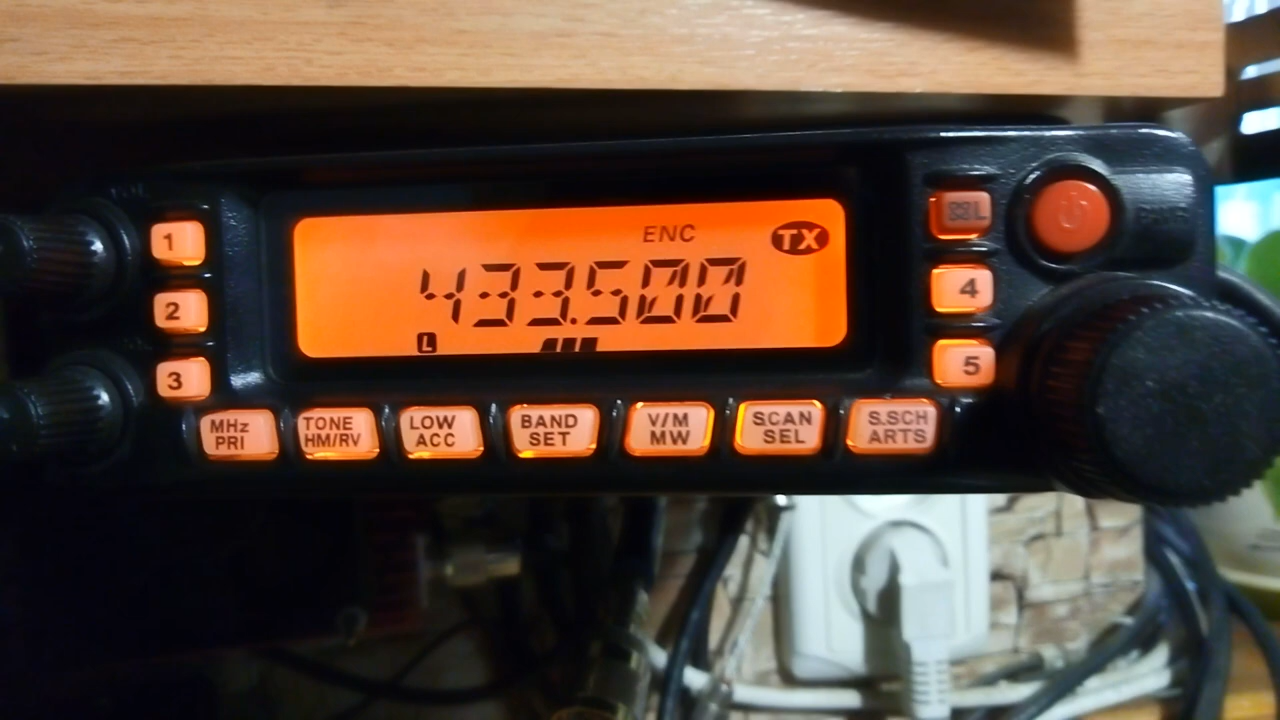 ENC
TX
433.500
L
1
2
3
4
5
MHz
PRI
TONE
HM/RV
LOW
ACC
BAND
SET
V/M
MW
SCAN
SEL
S.SCH
ARTS